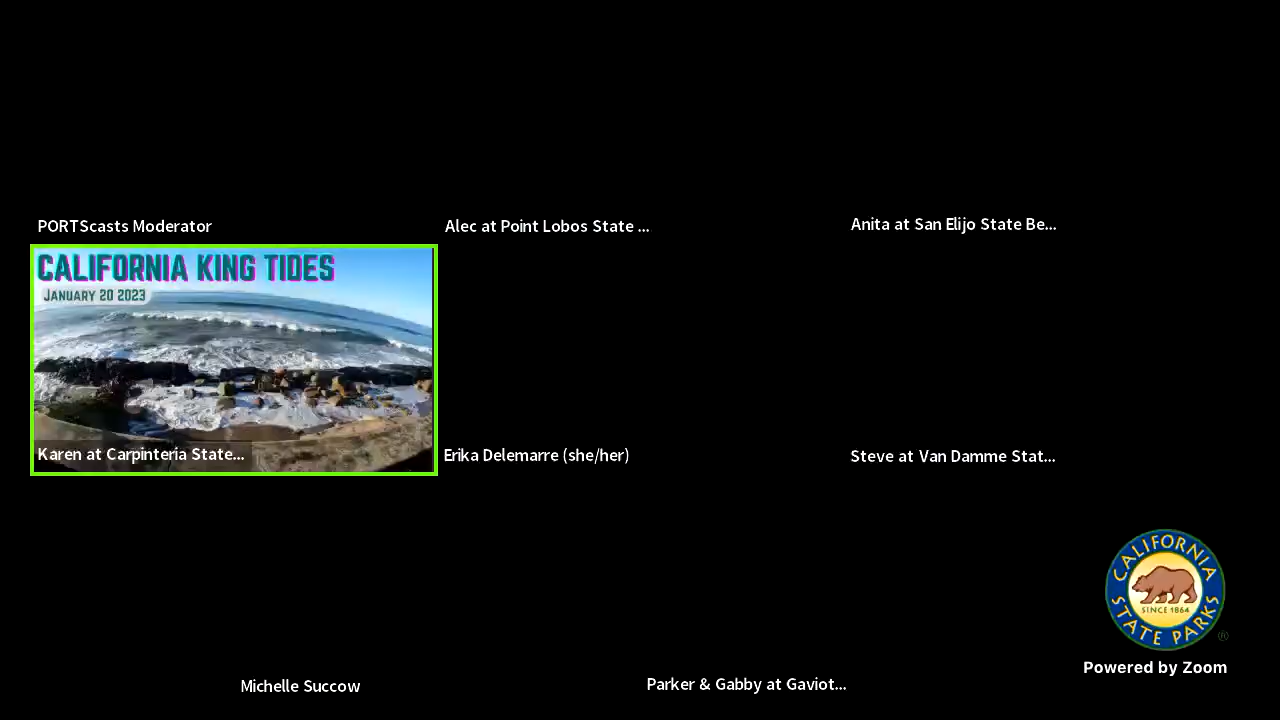 PORTScasts Moderator
Alec at Point Lobos State ...
Anita at San Elijo State Be...
CALIFORNIA KING TIDES
JANUARY 20 2023
Karen at Carpinteria State...
Erika Delemarre (she/her)
Steve at Van Damme Stat...
CALIFORNIA
SINCE 1864
STATE PARKS
®
Powered by Zoom
Michelle Succow
Parker & Gabby at Gaviot...